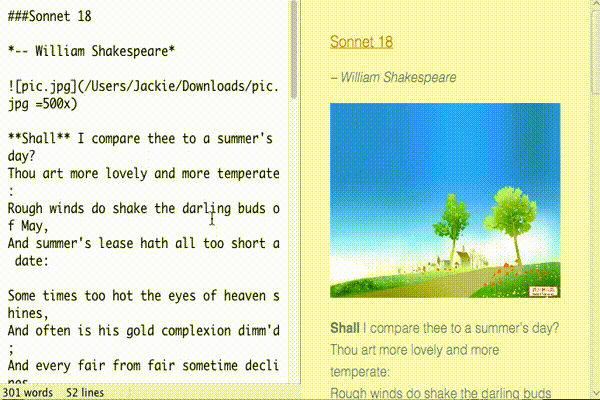 ###Sonnet 18
*-- William Shakespeare*
![pic.jpg](/Users/Jackie/Downloads/pic.
jpg =500x)
**Shall** I compare thee to a summer's
day?
Thou art more lovely and more temperate
:
Rough winds do shake the darling buds o
f May,
And summer's lease hath all too short a
 date:
Some times too hot the eyes of heaven s
hines,
And often is his gold complexion dimm'd
;
And every fair from fair sometime decli
nes
301 words 52 lines
Sonnet 18
– William Shakespeare
Shall I compare thee to a summer's day?
Thou art more lovely and more
temperate:
Rough winds do shake the darling buds